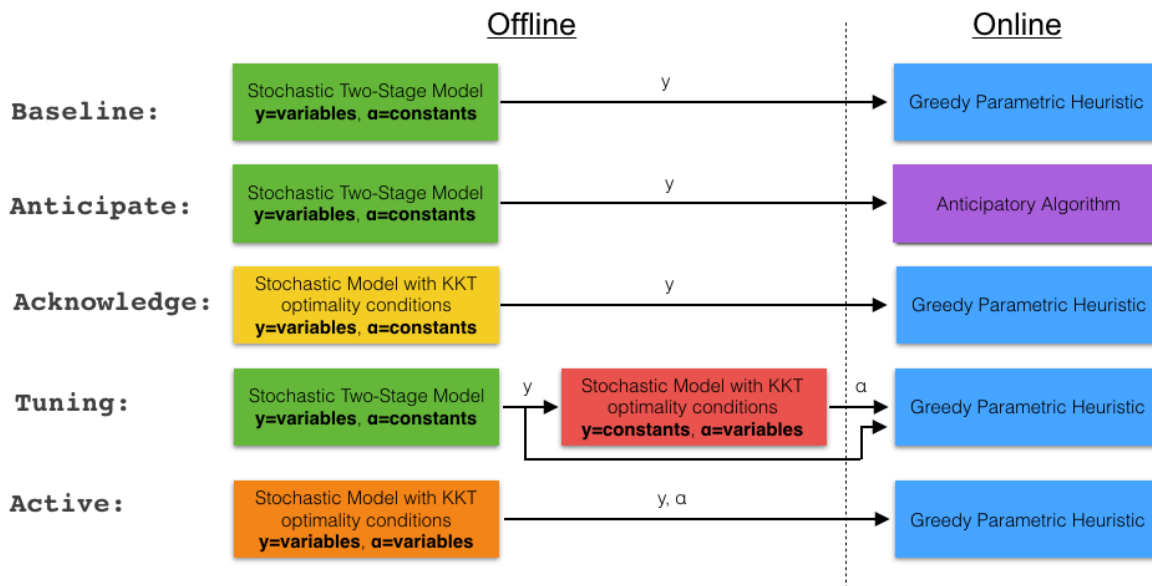 Offline
Online
Baseline:
Stochastic Two-Stage Model
y=variables, α=constants
y
Greedy Parametric Heuristic
Anticipate:
Stochastic Two-Stage Model
y=variables, α=constants
y
Anticipatory Algorithm
Acknowledge:
Stochastic Model with KKT
optimality conditions
y=variables, α=constants
y
Greedy Parametric Heuristic
Tuning:
Stochastic Two-Stage Model
y=variables, α=constants
y
Stochastic Model with KKT
optimality conditions
y=constants, α=variables
α
Greedy Parametric Heuristic
Active:
Stochastic Model with KKT
optimality conditions
y=variables, α=variables
y, α
Greedy Parametric Heuristic